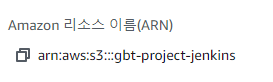 Amazon 리소스 이름(ARN)
arn:aws:s3:::gbt-project-jenkins